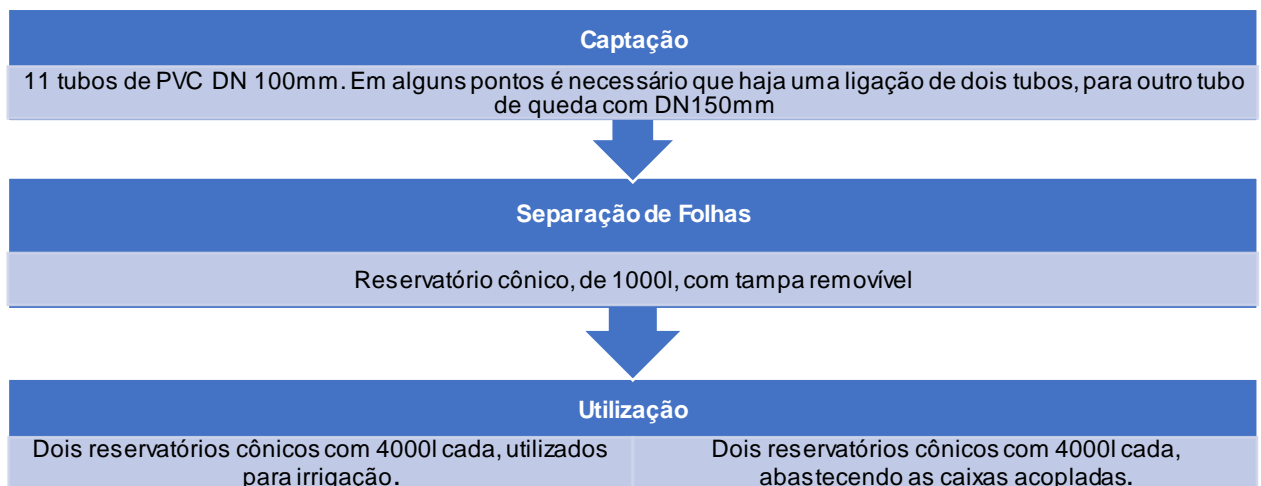 Captação
11 tubos de PVC DN 100mm. Em alguns pontos é necessário que haja uma ligação de dois tubos, para outro tubo
de queda com DN150mm
Separação de Folhas
Reservatório cônico, de 1000l, com tampa removível
Utilização
Dois reservatórios cônicos com 4000l cada, utilizados
para irrigação.
Dois reservatórios cônicos com 4000l cada,
abastecendo as caixas acopladas.